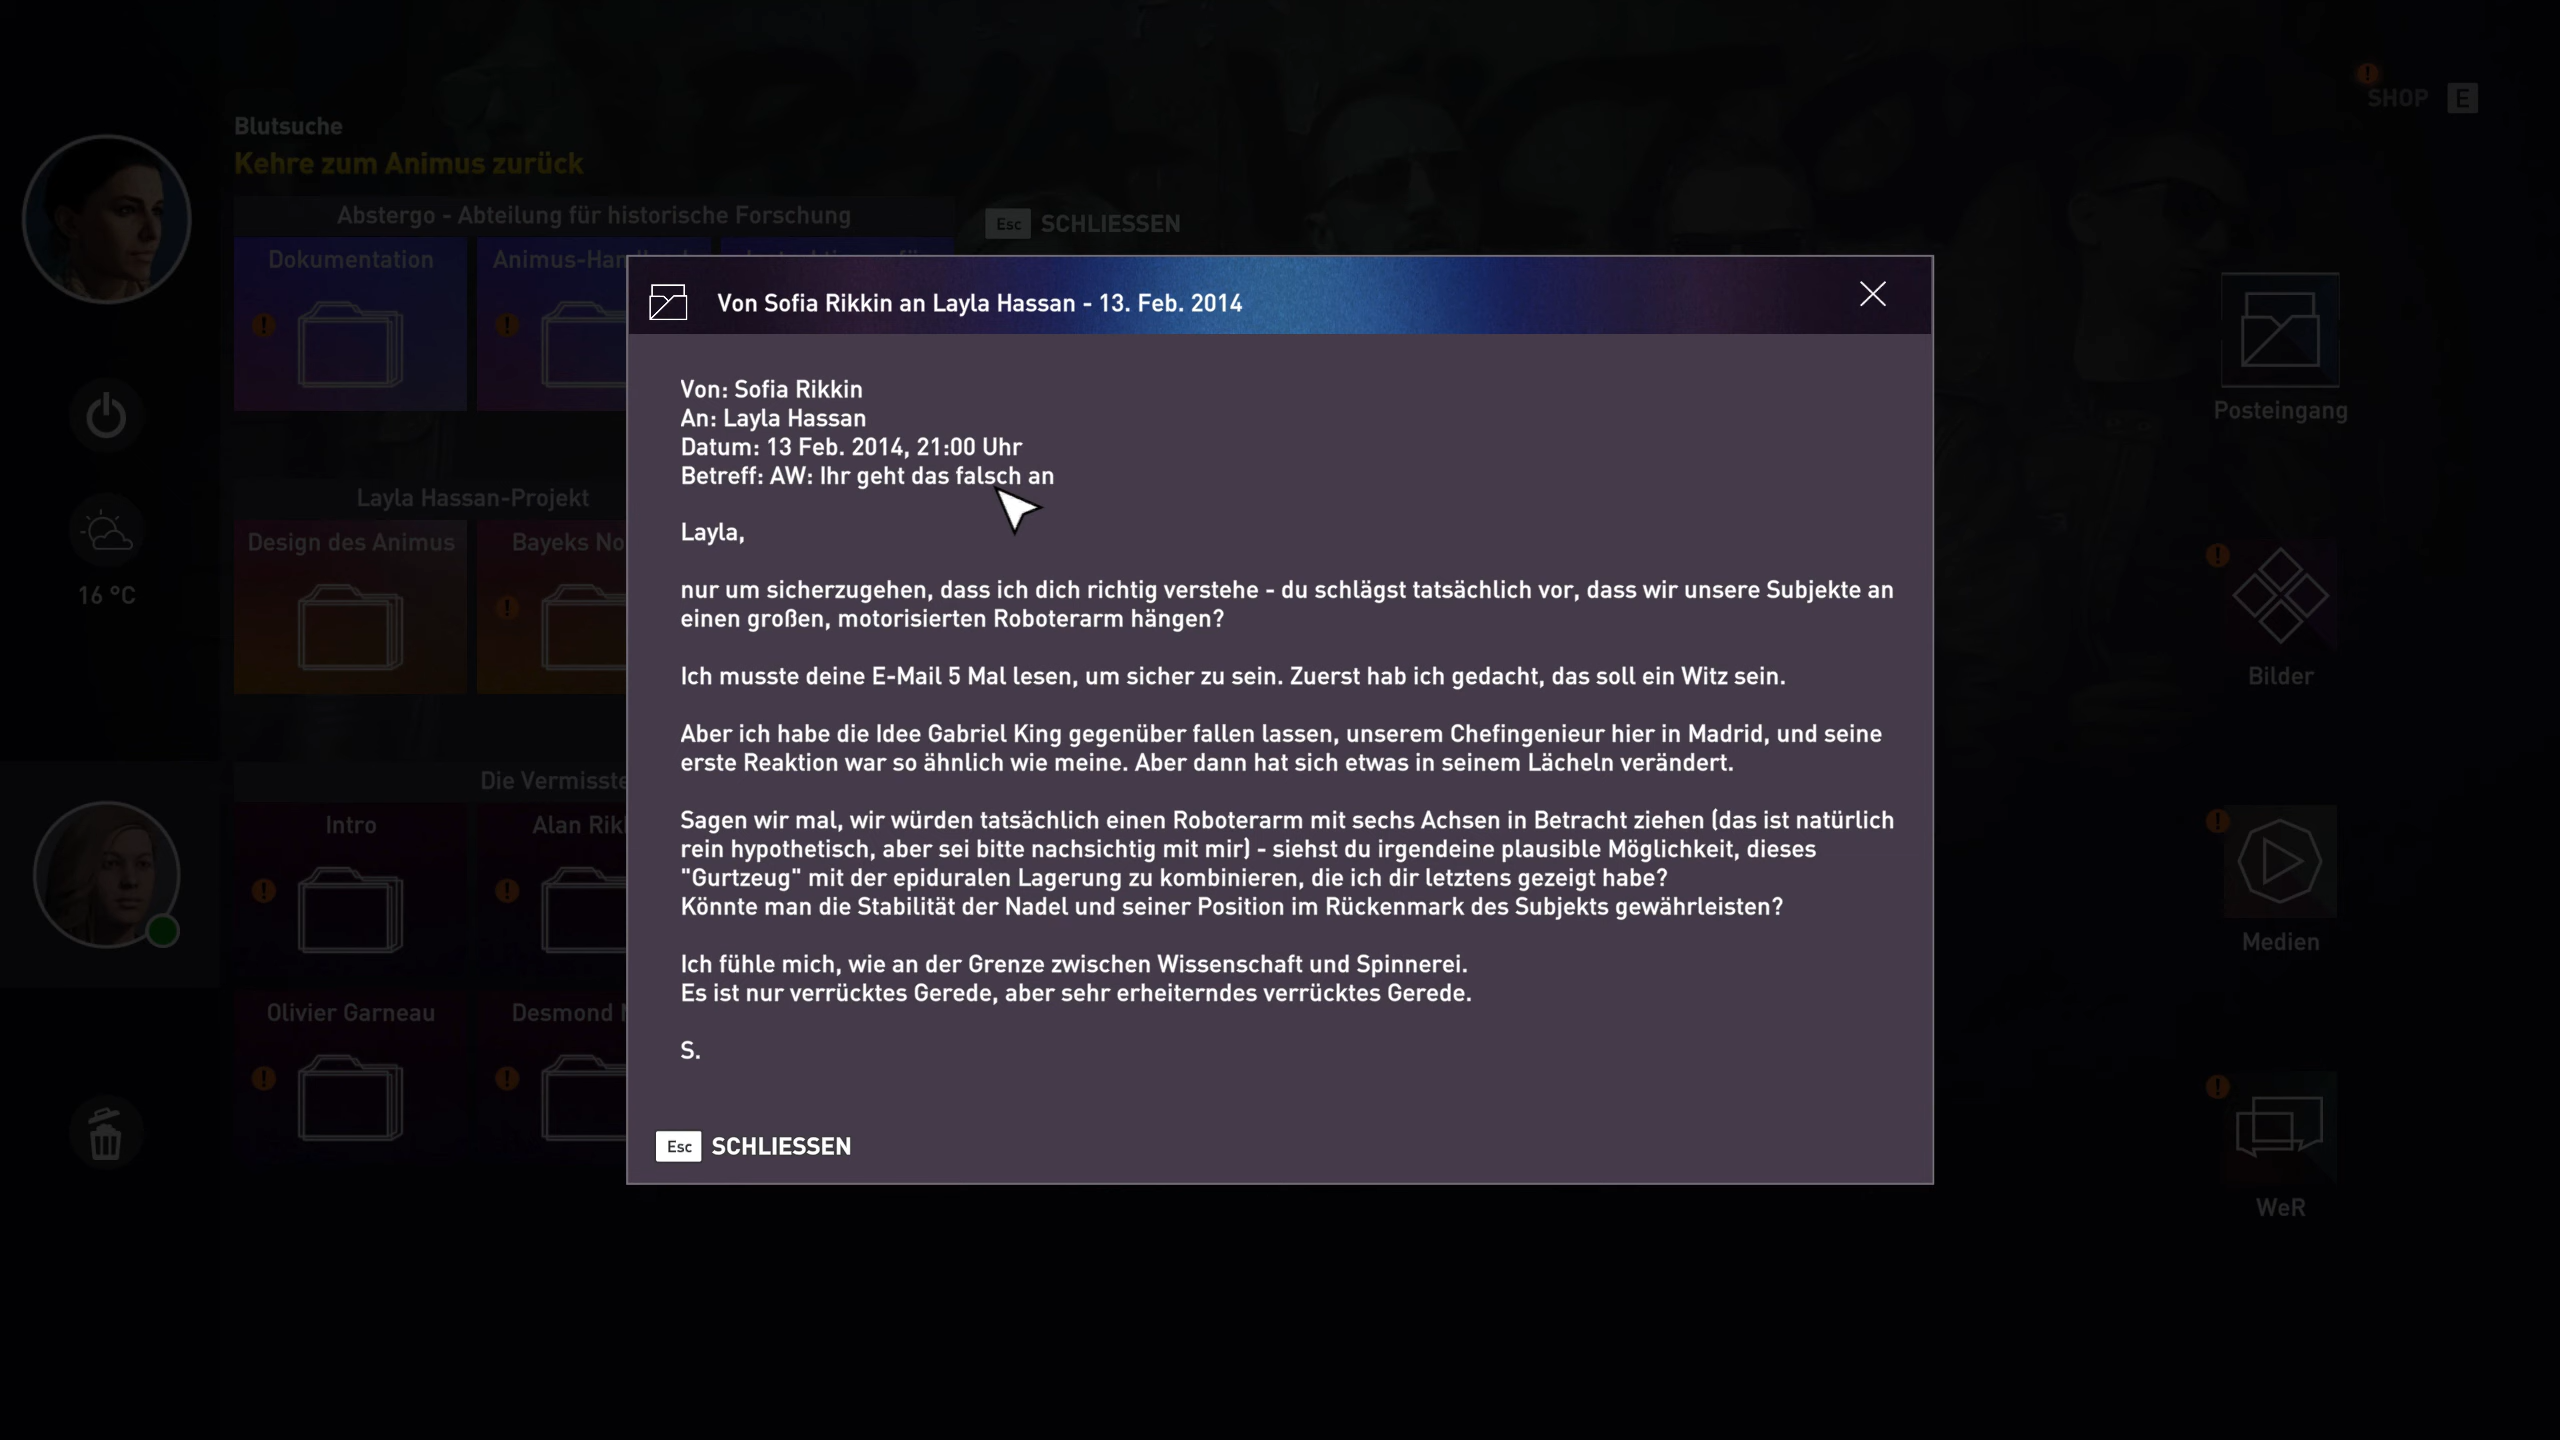 SHOP E
Blutsuche
Kehre zum Animus zurück
Abstergo - Abteilung für historische Forschung
Esc SCHLIESSEN
Dokumentation
Von Sofia Rikkin an Layla Hassan - 13. Feb. 2014
Von: Sofia Rikkin
An: Layla Hassan
Datum: 13 Feb. 2014, 21:00 Uhr
Betreff: AW: Ihr geht das falsch an
Layla,
nur um sicherzugehen, dass ich dich richtig verstehe - du schlägst tatsächlich vor, dass wir unsere Subjekte an
einen großen, motorisierten Roboterarm hängen?
Ich musste deine E-Mail 5 Mal lesen, um sicher zu sein. Zuerst hab ich gedacht, das soll ein Witz sein.
Aber ich habe die Idee Gabriel King gegenüber fallen lassen, unserem Chefingenieur hier in Madrid, und seine
erste Reaktion war so ähnlich wie meine. Aber dann hat sich etwas in seinem Lächeln verändert.
Sagen wir mal, wir würden tatsächlich einen Roboterarm mit sechs Achsen in Betracht ziehen (das ist natürlich
rein hypothetisch, aber sei bitte nachsichtig mit mir) - siehst du irgendeine plausible Möglichkeit, dieses
"Gurtzeug" mit der epiduralen Lagerung zu kombinieren, die ich dir letztens gezeigt habe?
Könnte man die Stabilität der Nadel und seiner Position im Rückenmark des Subjekts gewährleisten?
Ich fühle mich, wie an der Grenze zwischen Wissenschaft und Spinnerei.
Es ist nur verrücktes Gerede, aber sehr erheiterndes verrücktes Gerede.
S.
Esc SCHLIESSEN
16 °C
Layla Hassan-Projekt
Design des Animus
Bayeks No
Die Vermisste
Intro
Alan Rik
Olivier Garneau
Desmond
Posteingang
Bilder
Medien
WeR